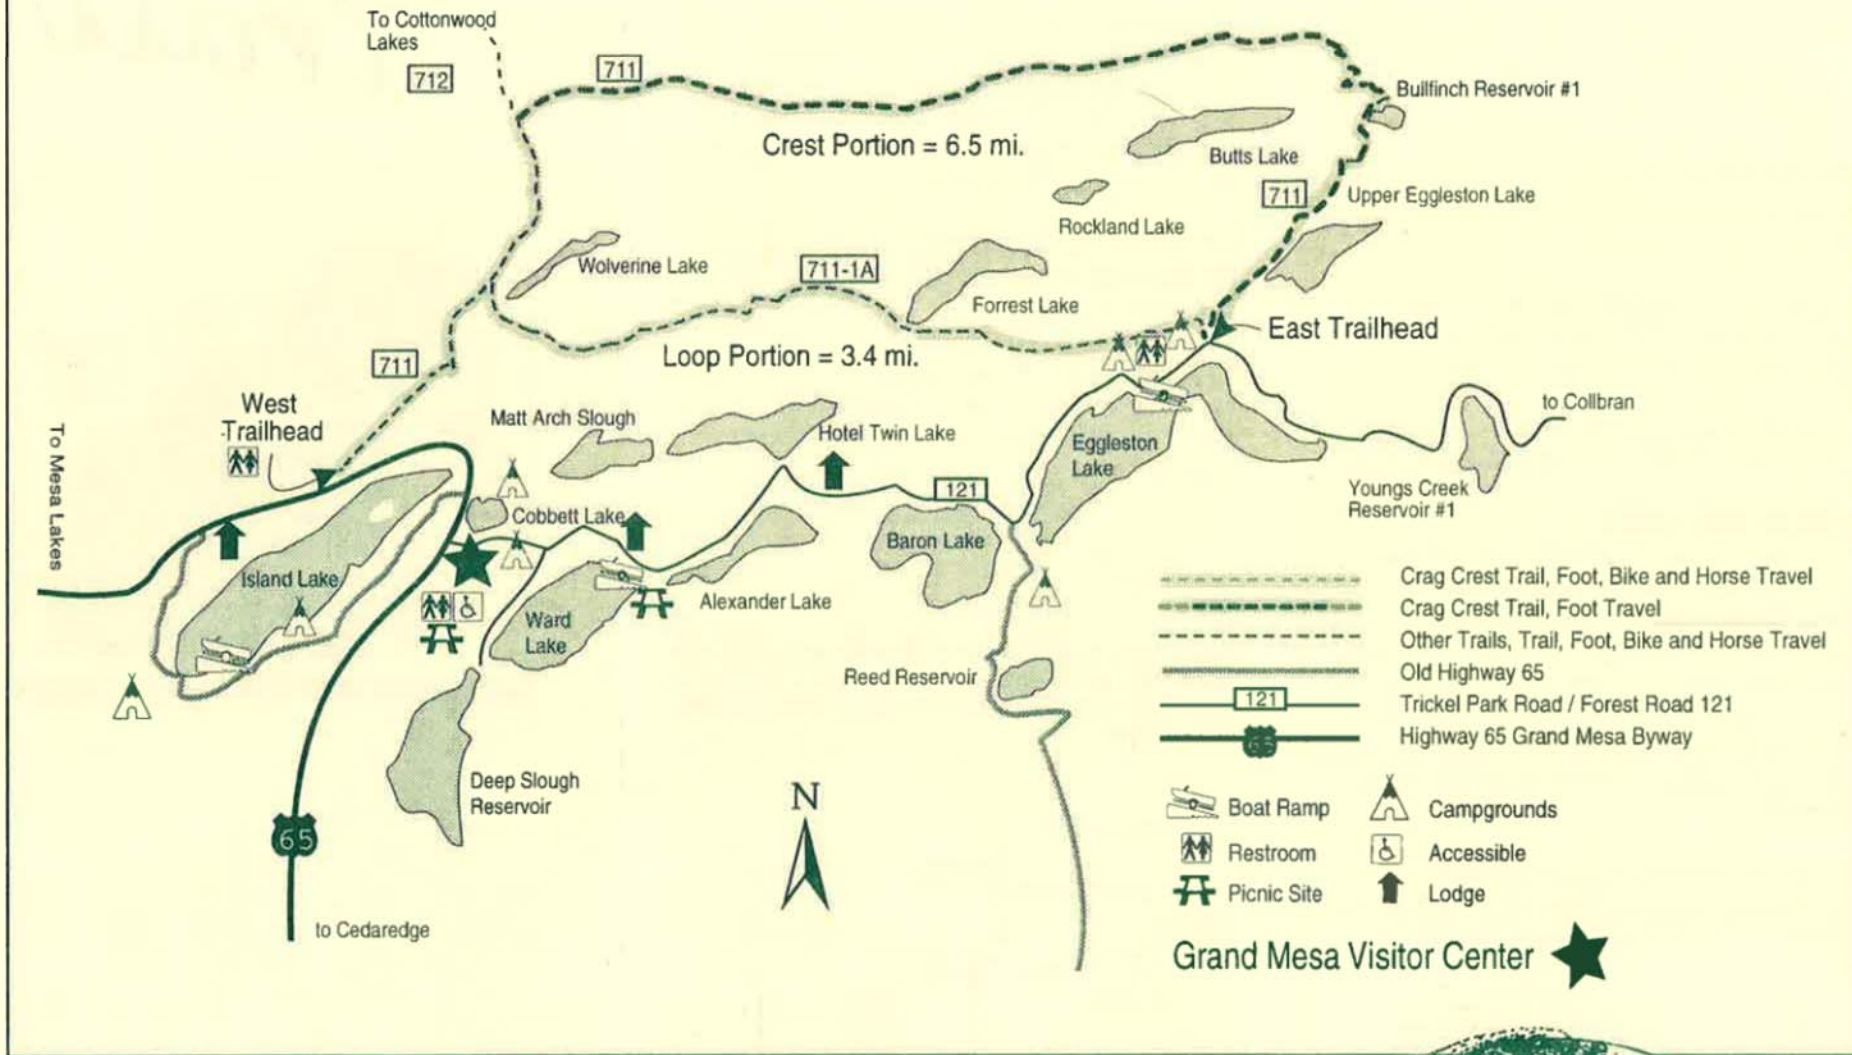 To Cottonwood
Lakes
712
711
Bullfinch Reservoir #1
Crest Portion = 6.5 mi.
Butts Lake
711
Upper Eggleston Lake
Rockland Lake
Wolverine Lake
711-1A
Forrest Lake
East Trailhead
Loop Portion = 3.4 mi.
711
West
Trailhead
To Mesa Lakes
Matt Arch Slough
Hotel Twin Lake
to Collbran
Eggleston
Lake
121
Youngs Creek
Reservoir #1
Cobbett Lake
Baron Lake
Island Lake
Alexander Lake
Ward
Lake
Reed Reservoir
Deep Slough
Reservoir
N
65
to Cedaredge
Crag Crest Trail, Foot, Bike and Horse Travel
Crag Crest Trail, Foot Travel
Other Trails, Trail, Foot, Bike and Horse Travel
Old Highway 65
121 Trickel Park Road / Forest Road 121
65 Highway 65 Grand Mesa Byway
Boat Ramp
Campgrounds
Restroom
Accessible
Picnic Site
Lodge
Grand Mesa Visitor Center